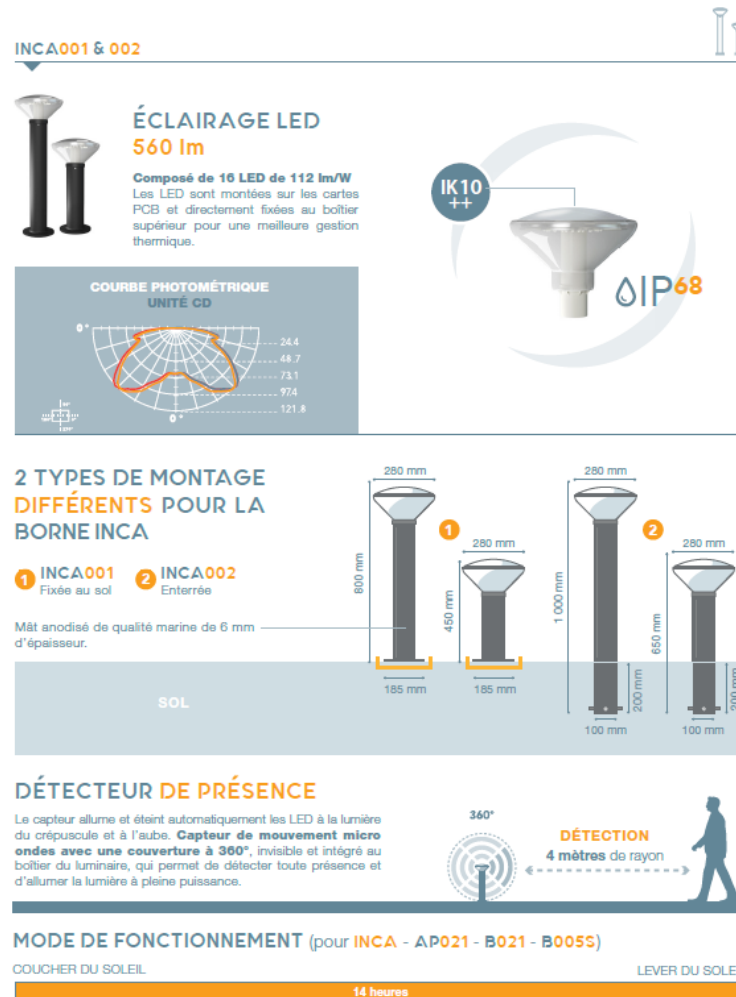 INCA001 & 002
ÉCLAIRAGE LED
560 lm
Composé de 16 LED de 112 lm/W
Les LED sont montées sur les cartes
PCB et directement fixées au boîtier
supérieur pour une meilleure gestion
thermique.
IK10
++
IP68
COURBE PHOTOMÉTRIQUE
UNITÉ CD
0°
24.4
48.7
73.1
97.4
121.8
0°
2 TYPES DE MONTAGE
DIFFÉRENTS POUR LA
BORNE INCA
1 INCA001
Fixée au sol
2 INCA002
Enterrée
Mât anodisé de qualité marine de 6 mm
d'épaisseur.
SOL
280 mm
800 mm
185 mm
1
280 mm
450 mm
185 mm
280 mm
1 000 mm
200 mm
100 mm
2
280 mm
650 mm
200 mm
100 mm
DÉTECTEUR DE PRÉSENCE
Le capteur allume et éteint automatiquement les LED à la lumière
du crépuscule et à l'aube. Capteur de mouvement micro
ondes avec une couverture à 360°, invisible et intégré au
boîtier du luminaire, qui permet de détecter toute présence et
d'allumer la lumière à pleine puissance.
360°
DÉTECTION
4 mètres de rayon
MODE DE FONCTIONNEMENT (pour INCA - AP021 - B021 - B005S)
COUCHER DU SOLEIL
LEVER DU SOLE
14 heures